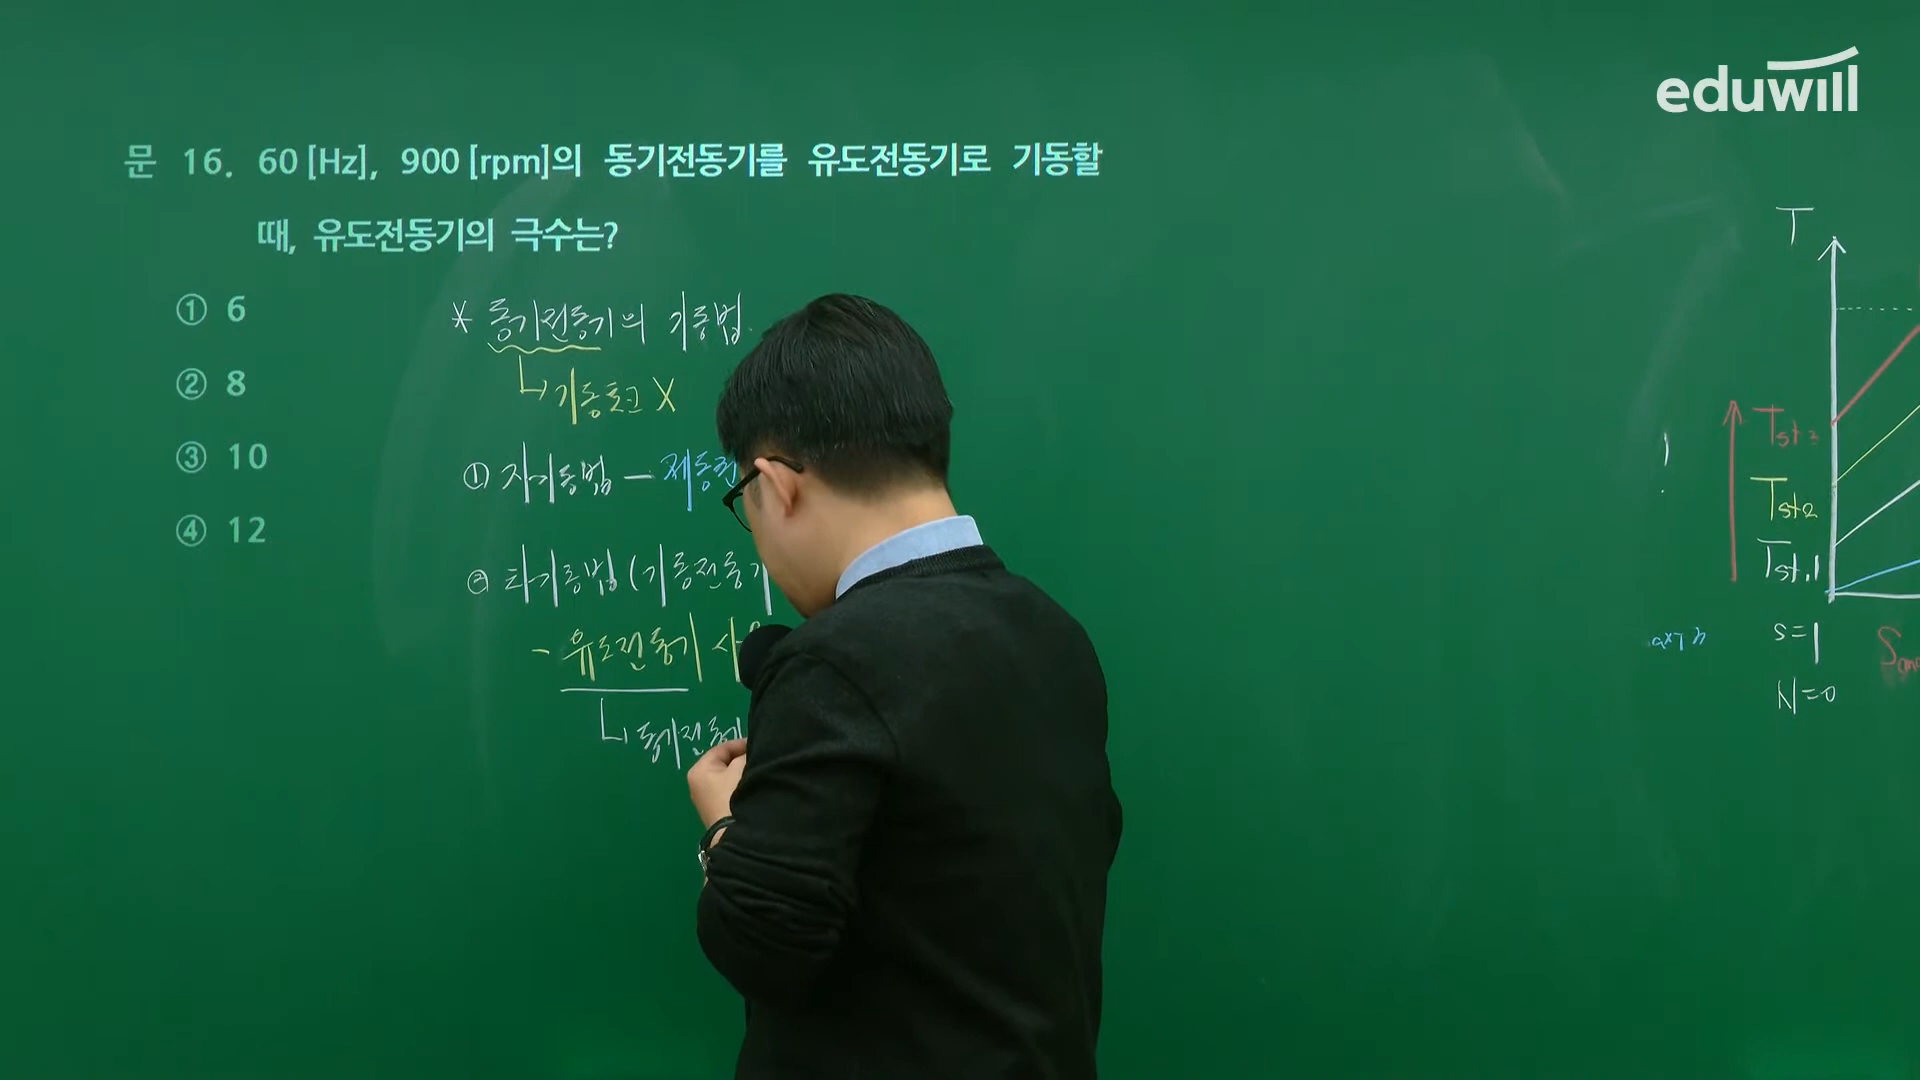 eduwill
문 16. 60 [Hz], 900 [rpm]의 동기전동기를 유도전동기로 기동할
때, 유도전동기의 극수는?
① 6
② 8
③ 10
④ 12
* 동기전동기의 기동법
↳ 기동토크 X
① 자기동법 - 제동권
② 타기동법 (기동전동기
- 유도전동기 사
↳ 동기전동기
T
Tst3
Tst2
Tst.1
S=1
N=0